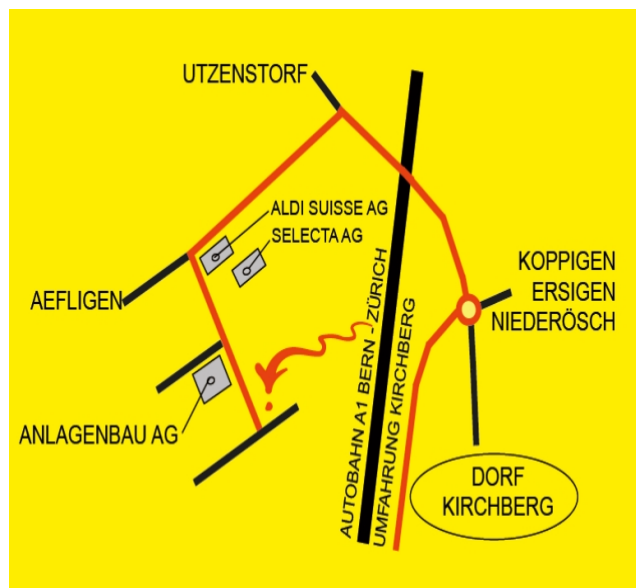 UTZENSTORF
ALDI SUISSE AG
SELECTA AG
KOPPIGEN
ERSIGEN
NIEDERÖSCH
AEFLIGEN
AUTOBAHN A1 BERN - ZÜRICH
UMFAHRUNG KIRCHBERG
ANLAGENBAU AG
DORF
KIRCHBERG